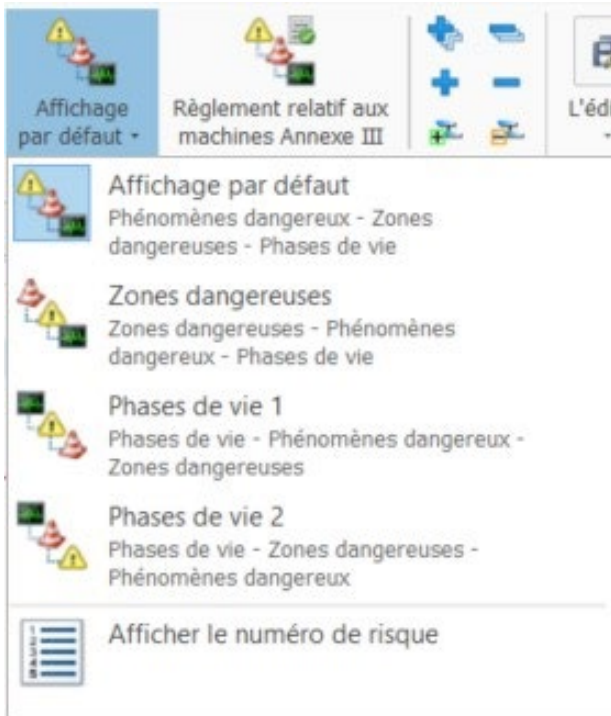 Affichage
par défaut
Règlement relatif aux
machines Annexe III
L'édi
Affichage par défaut
Phénomènes dangereux - Zones
dangereuses - Phases de vie
Zones dangereuses
Zones dangereuses - Phénomènes
dangereux - Phases de vie
Phases de vie 1
Phases de vie - Phénomènes dangereux -
Zones dangereuses
Phases de vie 2
Phases de vie - Zones dangereuses -
Phénomènes dangereux
Afficher le numéro de risque